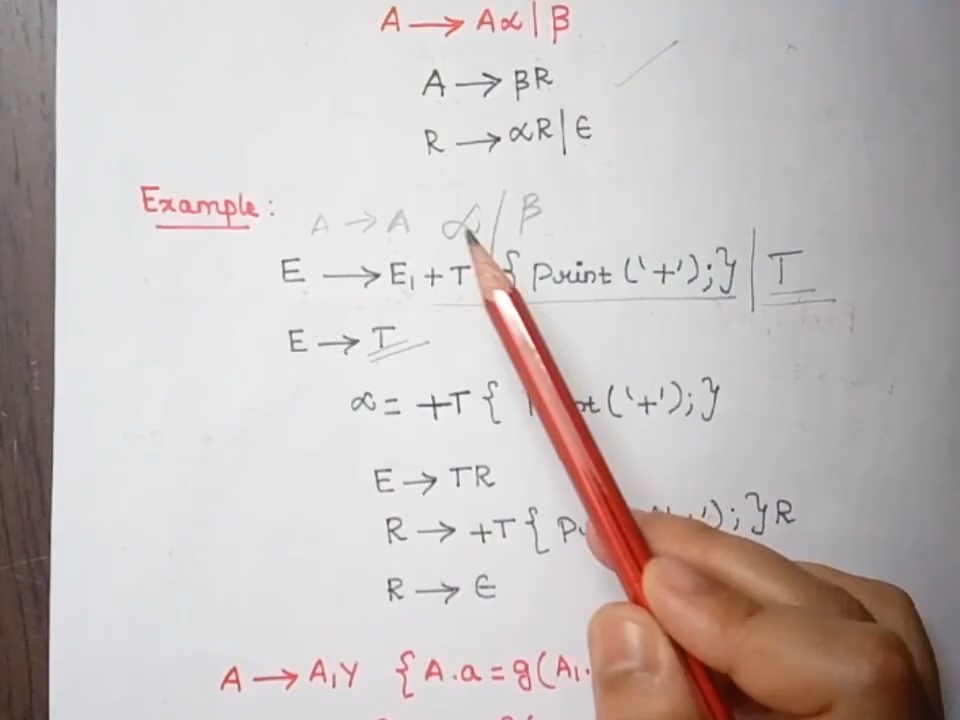 A → Aα | β
A → βR
R → αR | ϵ
Example:
A → A α / β
E → E₁ + T { Print ('+'); } | T
E → T
α = +T { ('+'); }
E → TR
R → +T { ; } R
R → ϵ
A → A₁Y { A.a = g(A₁.